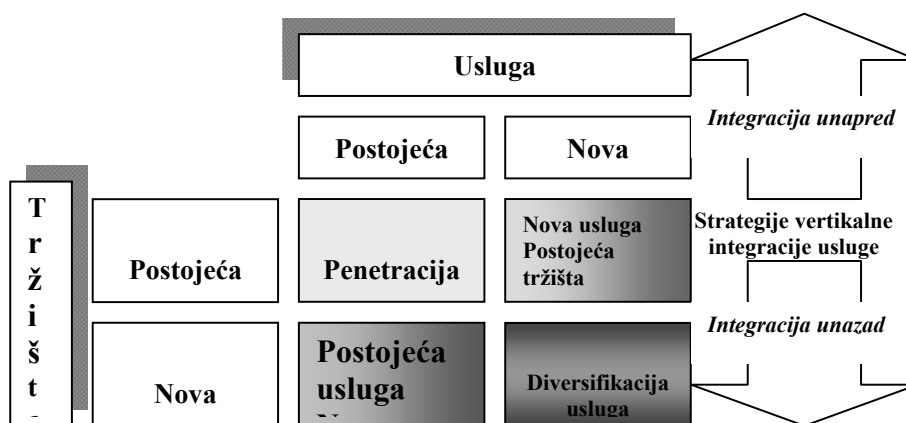 Usluga
Integracija unapred
Postojeća
Nova
T
r
ž
i
š
t
Postojeća
Penetracija
Nova usluga
Postojeća
tržišta
Strategije vertikalne
integracije usluge
Nova
Postojeća
usluga
Diversifikacija
usluga
Integracija unazad